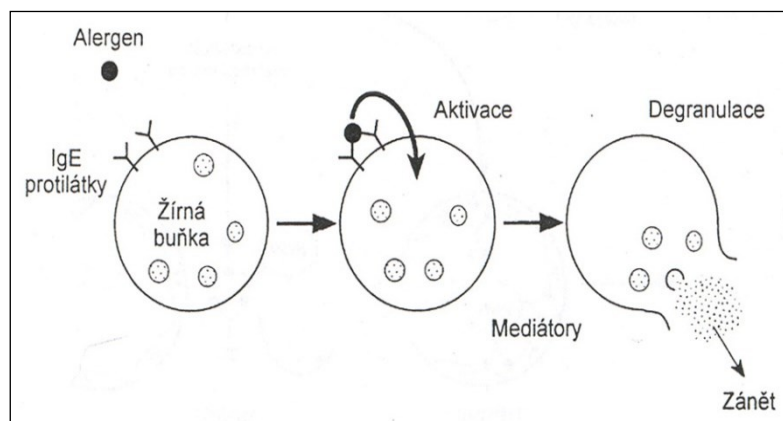 Alergen
IgE
protilátky
Žírná
buňka
Aktivace
Degranulace
Mediátory
Zánět